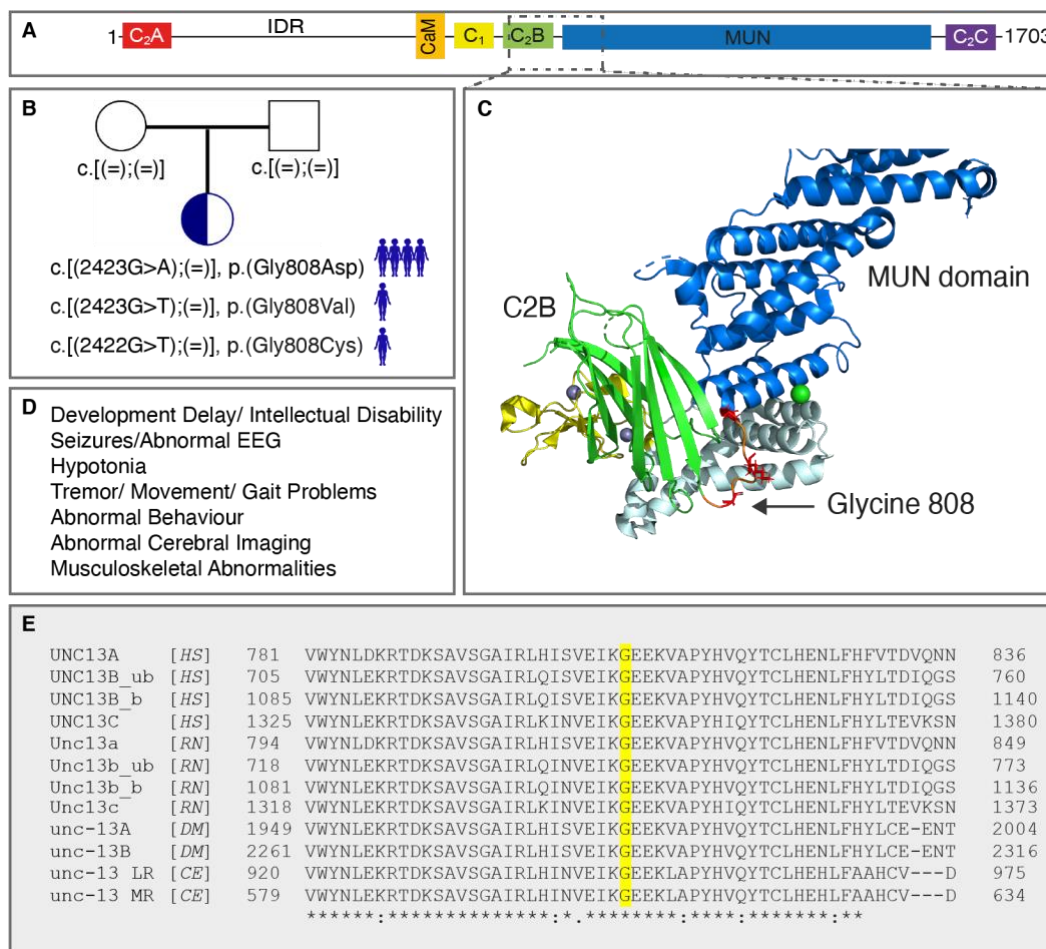 A
1 C₂A IDR CaM C₁ C₂B MUN C₂C 1703
B
c.[(=);(=)] c.[(=);(=)]
c.[(2423G>A);(=)], p.(Gly808Asp)
c.[(2423G>T);(=)], p.(Gly808Val)
c.[(2422G>T);(=)], p.(Gly808Cys)
C
MUN domain
C2B
Glycine 808
D
Development Delay/ Intellectual Disability
Seizures/Abnormal EEG
Hypotonia
Tremor/ Movement/ Gait Problems
Abnormal Behaviour
Abnormal Cerebral Imaging
Musculoskeletal Abnormalities
E
UNC13A [HS] 781 VWYNLDKRTDKSAVSGAIRLHISVEIKGEEKVAPYHVQYTCLHENLFHFVTDVQNN 836
UNC13B_ub [HS] 705 VWYNLEKRTDKSAVSGAIRLQISVEIKGEEKVAPYHVQYTCLHENLFHYLTDIQGS 760
UNC13B_b [HS] 1085 VWYNLEKRTDKSAVSGAIRLQISVEIKGEEKVAPYHVQYTCLHENLFHYLTDIQGS 1140
UNC13C [HS] 1325 VWYNLEKRTDKSAVSGAIRLKINVEIKGEEKVAPYHIQYTCLHENLFHYLTEVKSN 1380
Unc13a [RN] 794 VWYNLDKRTDKSAVSGAIRLHISVEIKGEEKVAPYHVQYTCLHENLFHFVTDVQNN 849
Unc13b_ub [RN] 718 VWYNLEKRTDKSAVSGAIRLQINVEIKGEEKVAPYHVQYTCLHENLFHYLTDIQGS 773
Unc13b_b [RN] 1081 VWYNLEKRTDKSAVSGAIRLQINVEIKGEEKVAPYHVQYTCLHENLFHYLTDIQGS 1136
Unc13c [RN] 1318 VWYNLEKRTDKSAVSGAIRLKINVEIKGEEKVAPYHIQYTCLHENLFHYLTEVKSN 1373
unc-13A [DM] 1949 VWYNLEKRTDKSAVSGAIRLHISVEIKGEEKVAPYHVQYTCLHENLFHYLCE-ENT 2004
unc-13B [DM] 2261 VWYNLEKRTDKSAVSGAIRLHISVEIKGEEKVAPYHVQYTCLHENLFHYLCE-ENT 2316
unc-13 LR [CE] 920 VWYNLEKRTDKSAVSGAIRLHINVEIKGEEKLAPYHVQYTCLHENLFHFAAHCV---D 975
unc-13 MR [CE] 579 VWYNLEKRTDKSAVSGAIRLHINVEIKGEEKLAPYHVQYTCLHENLFHFAAHCV---D 634
******:**************:*.********:****:***********:**